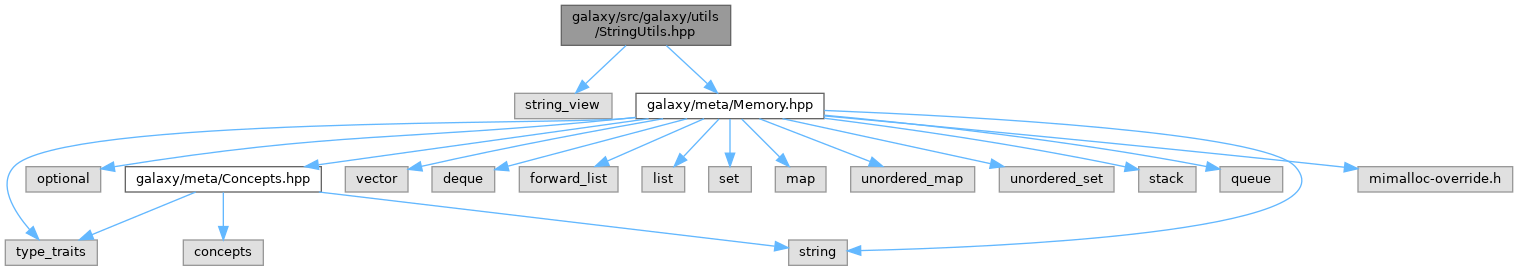 galaxy/src/galaxy/utils
/StringUtils.hpp
string_view
galaxy/meta/Memory.hpp
optional
galaxy/meta/Concepts.hpp
vector
deque
forward_list
list
set
map
unordered_map
unordered_set
stack
queue
mimalloc-override.h
type_traits
concepts
string